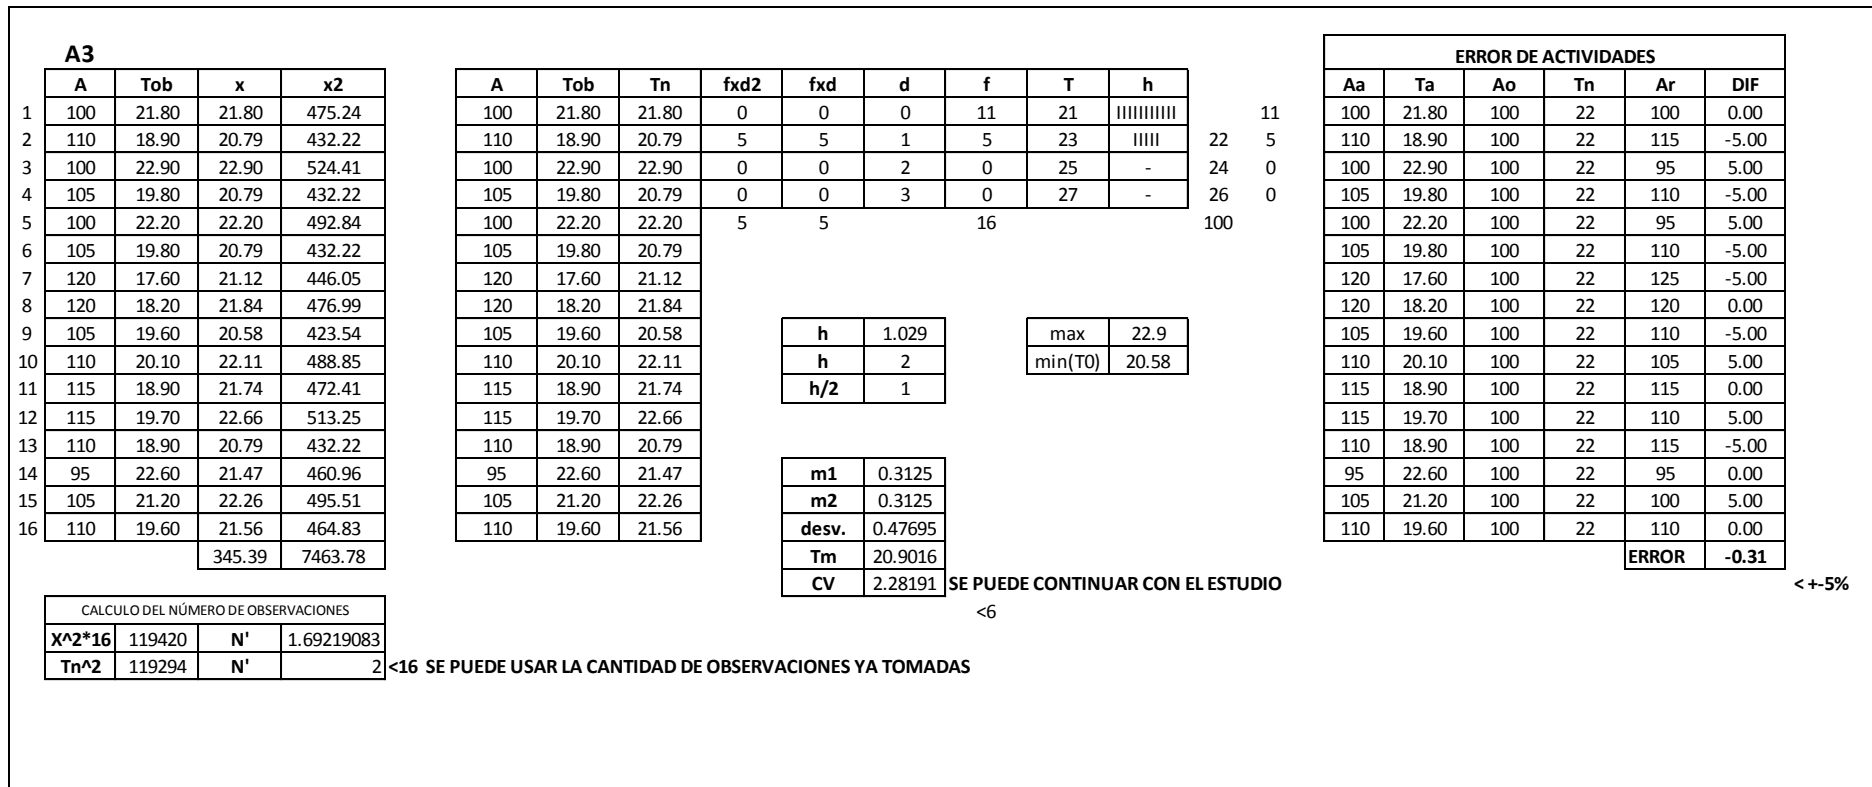 A3
ERROR DE ACTIVIDADES
A Tob x x2 A Tob Tn fxd2 fxd d f T h Aa Ta Ao Tn Ar DIF
1 100 21.80 21.80 475.24 100 21.80 21.80 0 0 0 11 21 IIIIIIIIIII 11 100 21.80 100 22 100 0.00
2 110 18.90 20.79 432.22 110 18.90 20.79 5 5 1 5 23 IIIII 22 5 110 18.90 100 22 115 -5.00
3 100 22.90 22.90 524.41 100 22.90 22.90 0 0 2 0 25 - 24 0 100 22.90 100 22 95 5.00
4 105 19.80 20.79 432.22 105 19.80 20.79 0 0 3 0 27 - 26 0 105 19.80 100 22 110 -5.00
5 100 22.20 22.20 492.84 100 22.20 22.20 5 5 16 100 100 22.20 100 22 95 5.00
6 105 19.80 20.79 432.22 105 19.80 20.79 105 19.80 100 22 110 -5.00
7 120 17.60 21.12 446.05 120 17.60 21.12 120 17.60 100 22 125 -5.00
8 120 18.20 21.84 476.99 120 18.20 21.84 120 18.20 100 22 120 0.00
9 105 19.60 20.58 423.54 105 19.60 20.58 h 1.029 max 22.9 105 19.60 100 22 110 -5.00
10 110 20.10 22.11 488.85 110 20.10 22.11 h 2 min(T0) 20.58 110 20.10 100 22 105 5.00
11 115 18.90 21.74 472.41 115 18.90 21.74 h/2 1 115 18.90 100 22 115 0.00
12 115 19.70 22.66 513.25 115 19.70 22.66 115 19.70 100 22 110 5.00
13 110 18.90 20.79 432.22 110 18.90 20.79 110 18.90 100 22 115 -5.00
14 95 22.60 21.47 460.96 95 22.60 21.47 m1 0.3125 95 22.60 100 22 95 0.00
15 105 21.20 22.26 495.51 105 21.20 22.26 m2 0.3125 105 21.20 100 22 100 5.00
16 110 19.60 21.56 464.83 110 19.60 21.56 desv. 0.47695 110 19.60 100 22 110 0.00
345.39 7463.78 Tm 20.9016 ERROR -0.31
CV 2.28191 SE PUEDE CONTINUAR CON EL ESTUDIO < +-5%
CALCULO DEL NÚMERO DE OBSERVACIONES <6
X^2*16 119420 N' 1.69219083
Tn^2 119294 N' 2 <16 SE PUEDE USAR LA CANTIDAD DE OBSERVACIONES YA TOMADAS